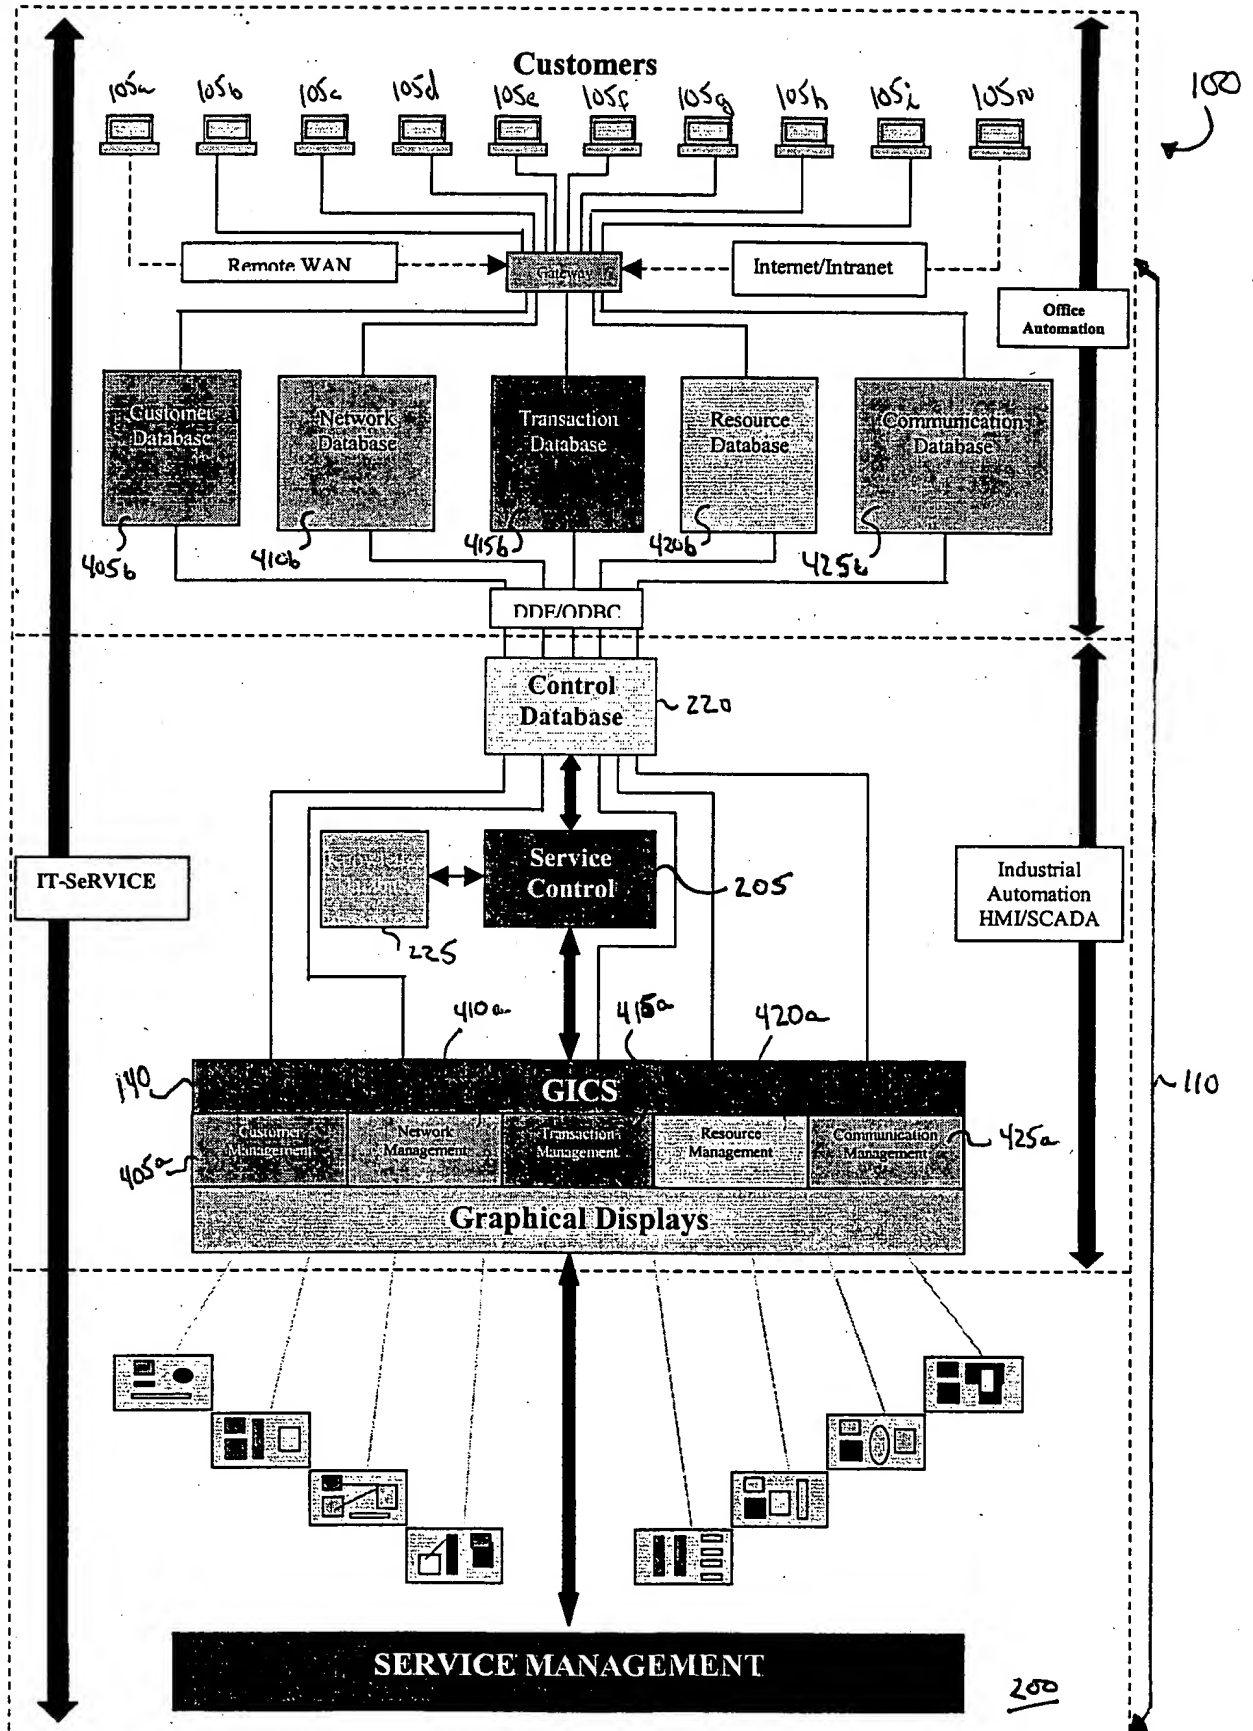 Customers
105a 105b 105c 105d 105e 105f 105g 105h 105i 105n
100
Remote WAN
Gateway
Internet/Intranet
Office
Automation
Customer
Database
Network
Database
Transaction
Database
Resource
Database
Communication
Database
405b
410b
415b
420b
425b
DDE/ODBC
Control
Database
220
IT-SeRVICE
Service
Control
205
225
Industrial
Automation
HMI/SCADA
410a
415a
420a
140
GICS
110
Customer
Management
Network
Management
Transaction
Management
Resource
Management
Communication
Management
405a
425a
Graphical Displays
SERVICE MANAGEMENT
200